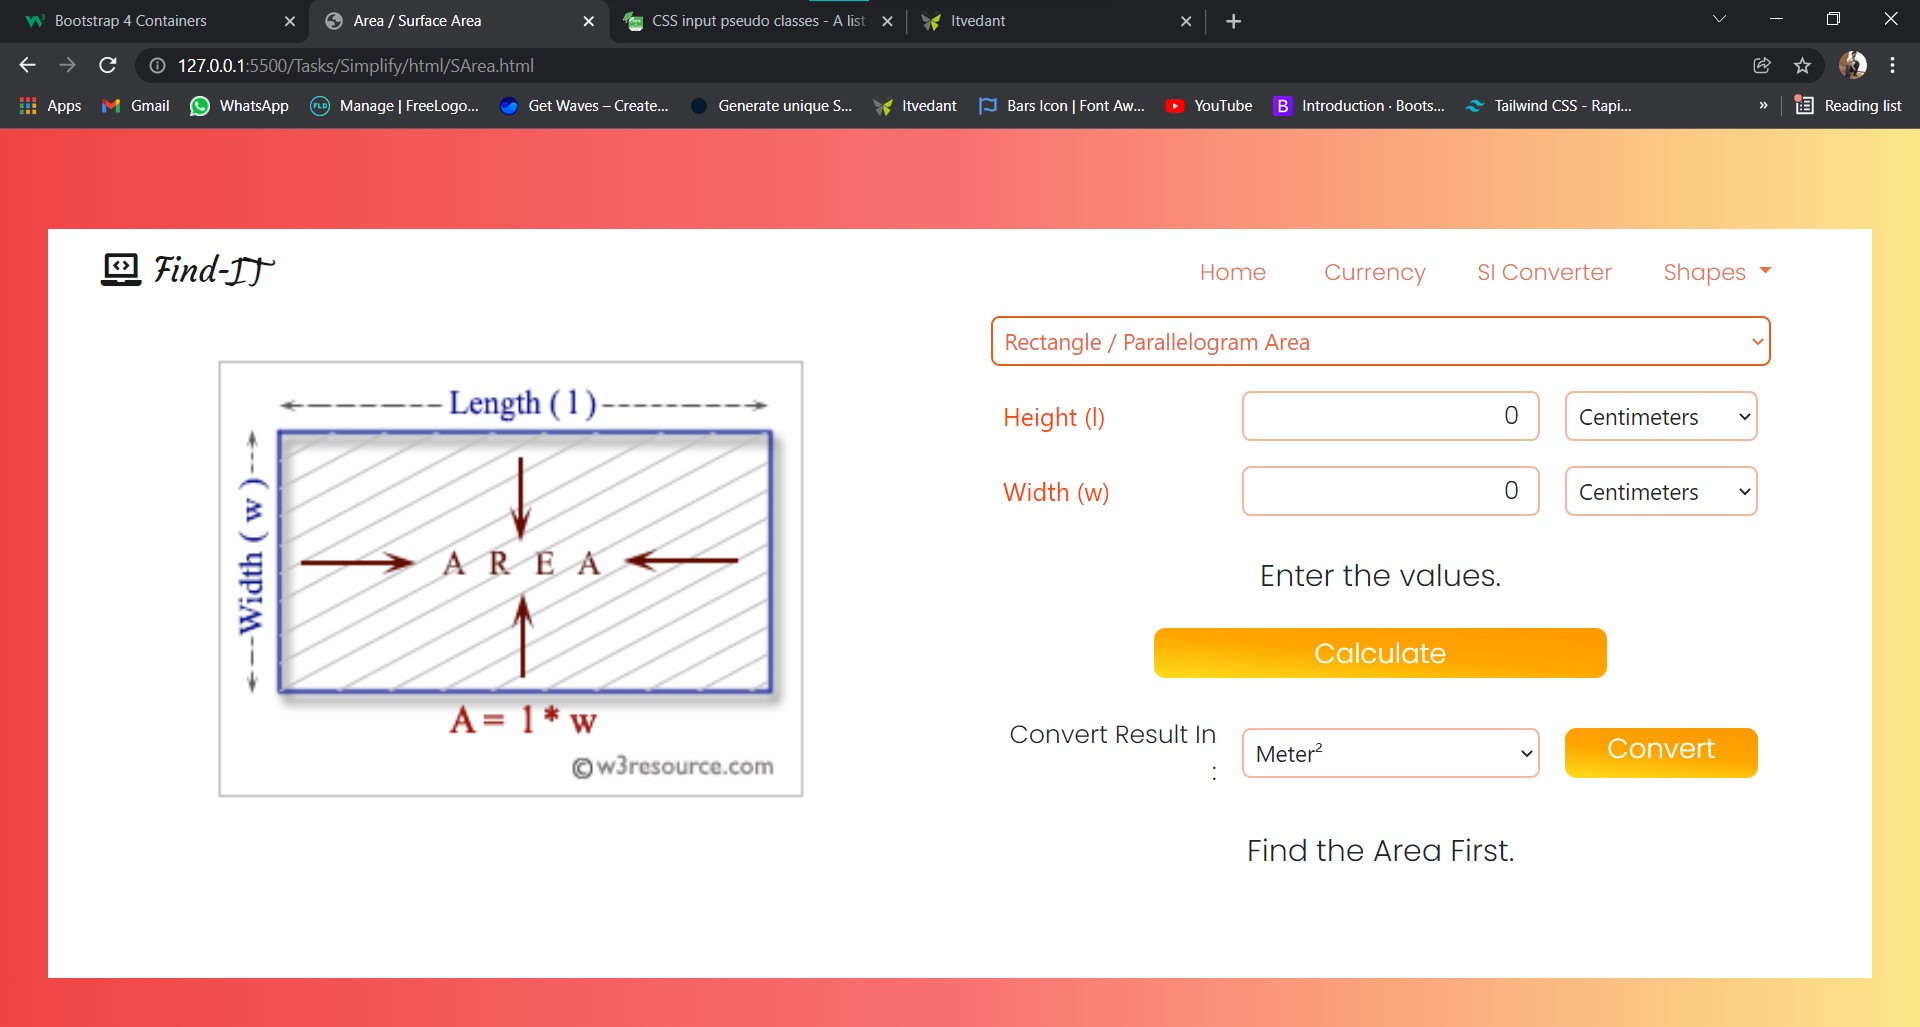 Bootstrap 4 Containers
Area / Surface Area
CSS input pseudo classes - A list
Itvedant
127.0.0.1:5500/Tasks/Simplify/html/SArea.html
Apps
Gmail
WhatsApp
FLD
Manage | FreeLogo...
Get Waves – Create...
Generate unique S...
Itvedant
Bars Icon | Font Aw...
YouTube
B
Introduction · Boots...
Tailwind CSS - Rapi...
»
Reading list
Find-IT
Home
Currency
SI Converter
Shapes
Rectangle / Parallelogram Area
Length ( l )
Width ( w )
A R E A
A = l * w
©w3resource.com
Height (l)
0
Centimeters
Width (w)
0
Centimeters
Enter the values.
Calculate
Convert Result In
:
Meter²
Convert
Find the Area First.